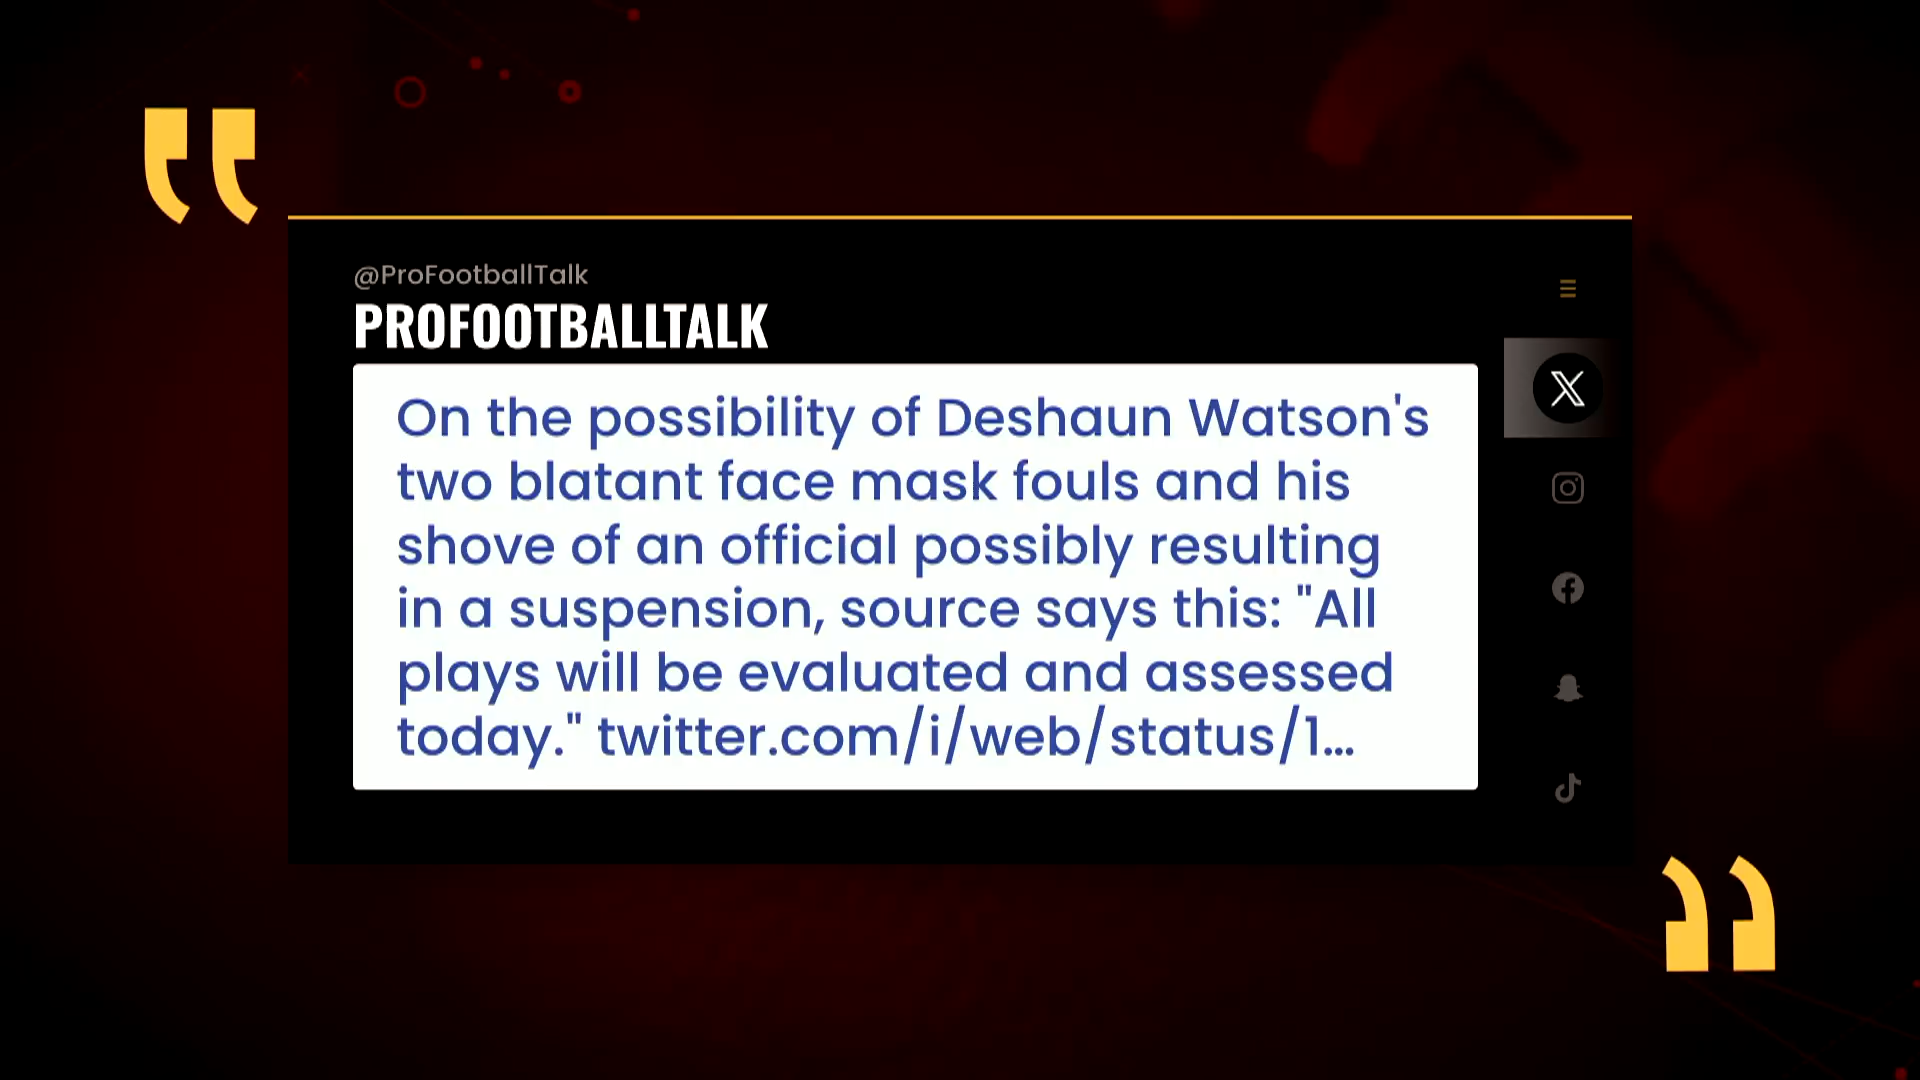 @ProFootballTalk
PROFOOTBALLTALK
On the possibility of Deshaun Watson's
two blatant face mask fouls and his
shove of an official possibly resulting
in a suspension, source says this: "All
plays will be evaluated and assessed
today." twitter.com/i/web/status/1...